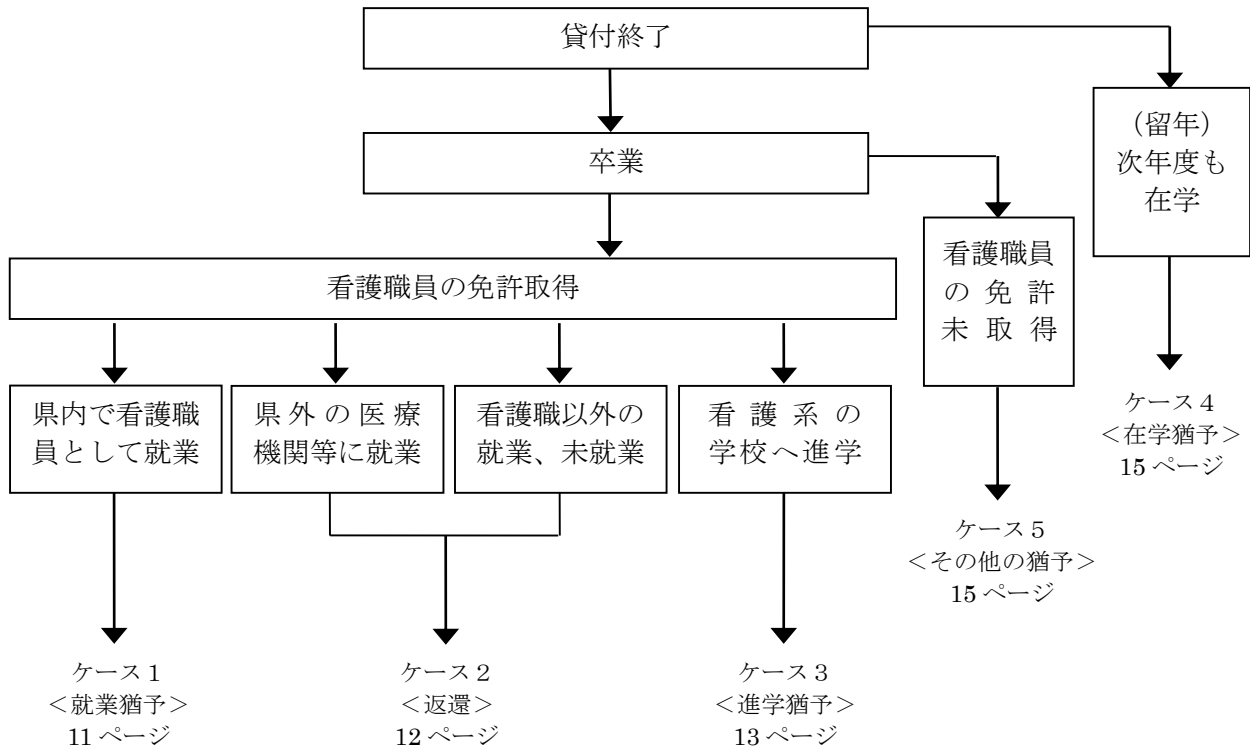 貸付終了
(留年)
次年度も
在学
卒業
看護職員
の免許
未取得
看護職員の免許取得
県内で看護職
員として就業
県外の医療
機関等に就業
看護職以外の
就業、未就業
看護系の
学校へ進学
ケース4
<在学猶予>
15ページ
ケース5
<その他の猶予>
15ページ
ケース1
<就業猶予>
11ページ
ケース2
<返還>
12ページ
ケース3
<進学猶予>
13ページ